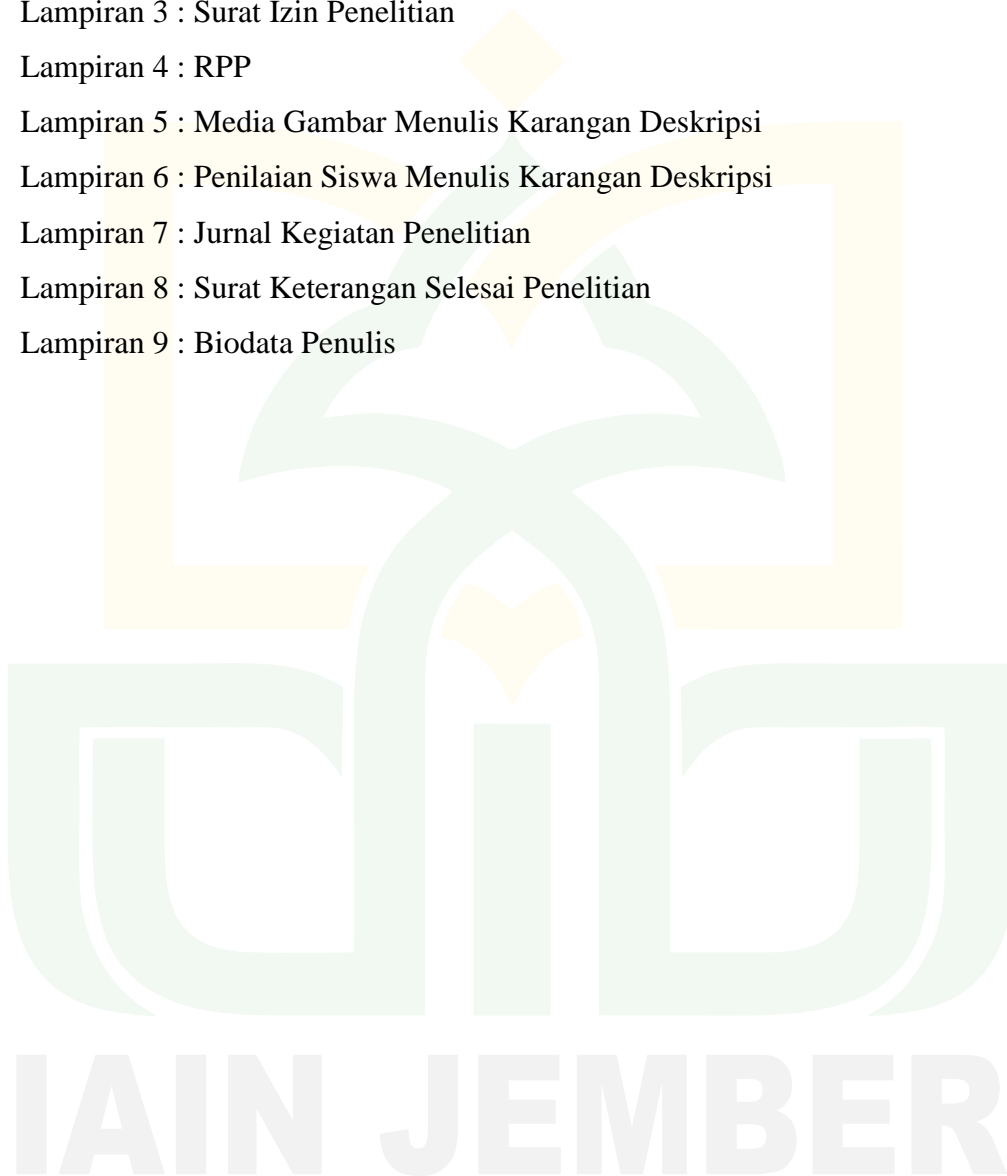 Lampiran 3 : Surat Izin Penelitian
Lampiran 4 : RPP
Lampiran 5 : Media Gambar Menulis Karangan Deskripsi
Lampiran 6 : Penilaian Siswa Menulis Karangan Deskripsi
Lampiran 7 : Jurnal Kegiatan Penelitian
Lampiran 8 : Surat Keterangan Selesai Penelitian
Lampiran 9 : Biodata Penulis
IAIN JEMBER